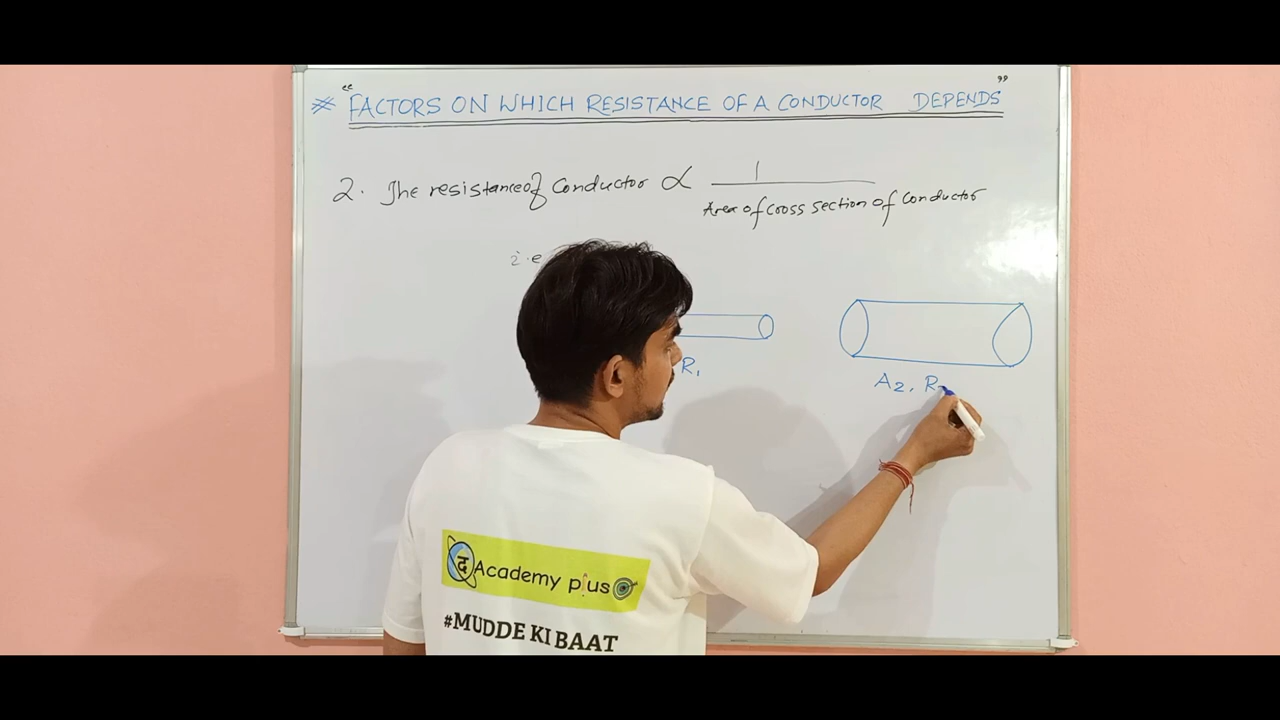 * "FACTORS ON WHICH RESISTANCE OF A CONDUCTOR DEPENDS"
2. The resistance of Conductor ∝ 1
Area of cross section of Conductor
i.e
R₁
A₂, R
द Academy plus
#MUDDE KI BAAT